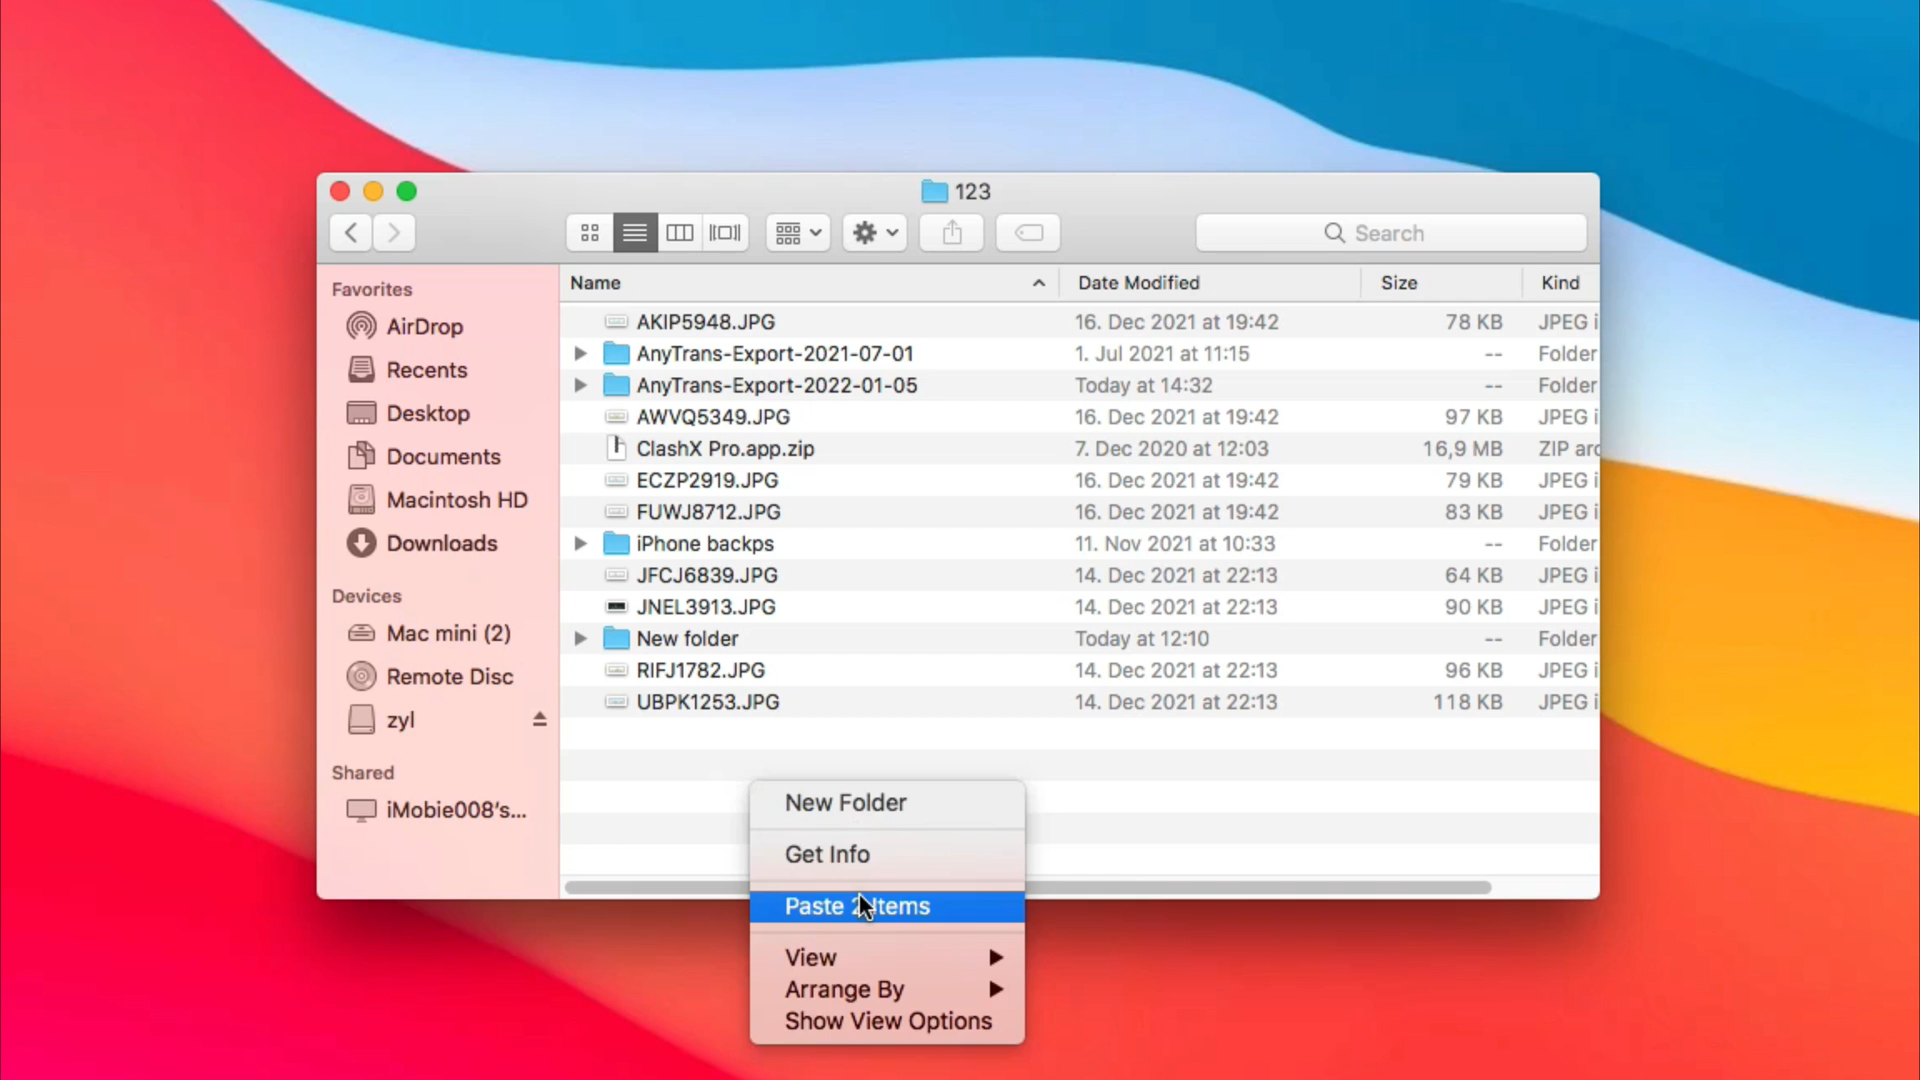 123
Search
Favorites
AirDrop
Recents
Desktop
Documents
Macintosh HD
Downloads
Devices
Mac mini (2)
Remote Disc
zyl
Shared
iMobie008's...
Name Date Modified Size Kind
AKIP5948.JPG 16. Dec 2021 at 19:42 78 KB JPEG i
AnyTrans-Export-2021-07-01 1. Jul 2021 at 11:15 -- Folder
AnyTrans-Export-2022-01-05 Today at 14:32 -- Folder
AWVQ5349.JPG 16. Dec 2021 at 19:42 97 KB JPEG i
ClashX Pro.app.zip 7. Dec 2020 at 12:03 16,9 MB ZIP arc
ECZP2919.JPG 16. Dec 2021 at 19:42 79 KB JPEG i
FUWJ8712.JPG 16. Dec 2021 at 19:42 83 KB JPEG i
iPhone backps 11. Nov 2021 at 10:33 -- Folder
JFCJ6839.JPG 14. Dec 2021 at 22:13 64 KB JPEG i
JNEL3913.JPG 14. Dec 2021 at 22:13 90 KB JPEG i
New folder Today at 12:10 -- Folder
RIFJ1782.JPG 14. Dec 2021 at 22:13 96 KB JPEG i
UBPK1253.JPG 14. Dec 2021 at 22:13 118 KB JPEG i
New Folder
Get Info
Paste 2 Items
View
Arrange By
Show View Options